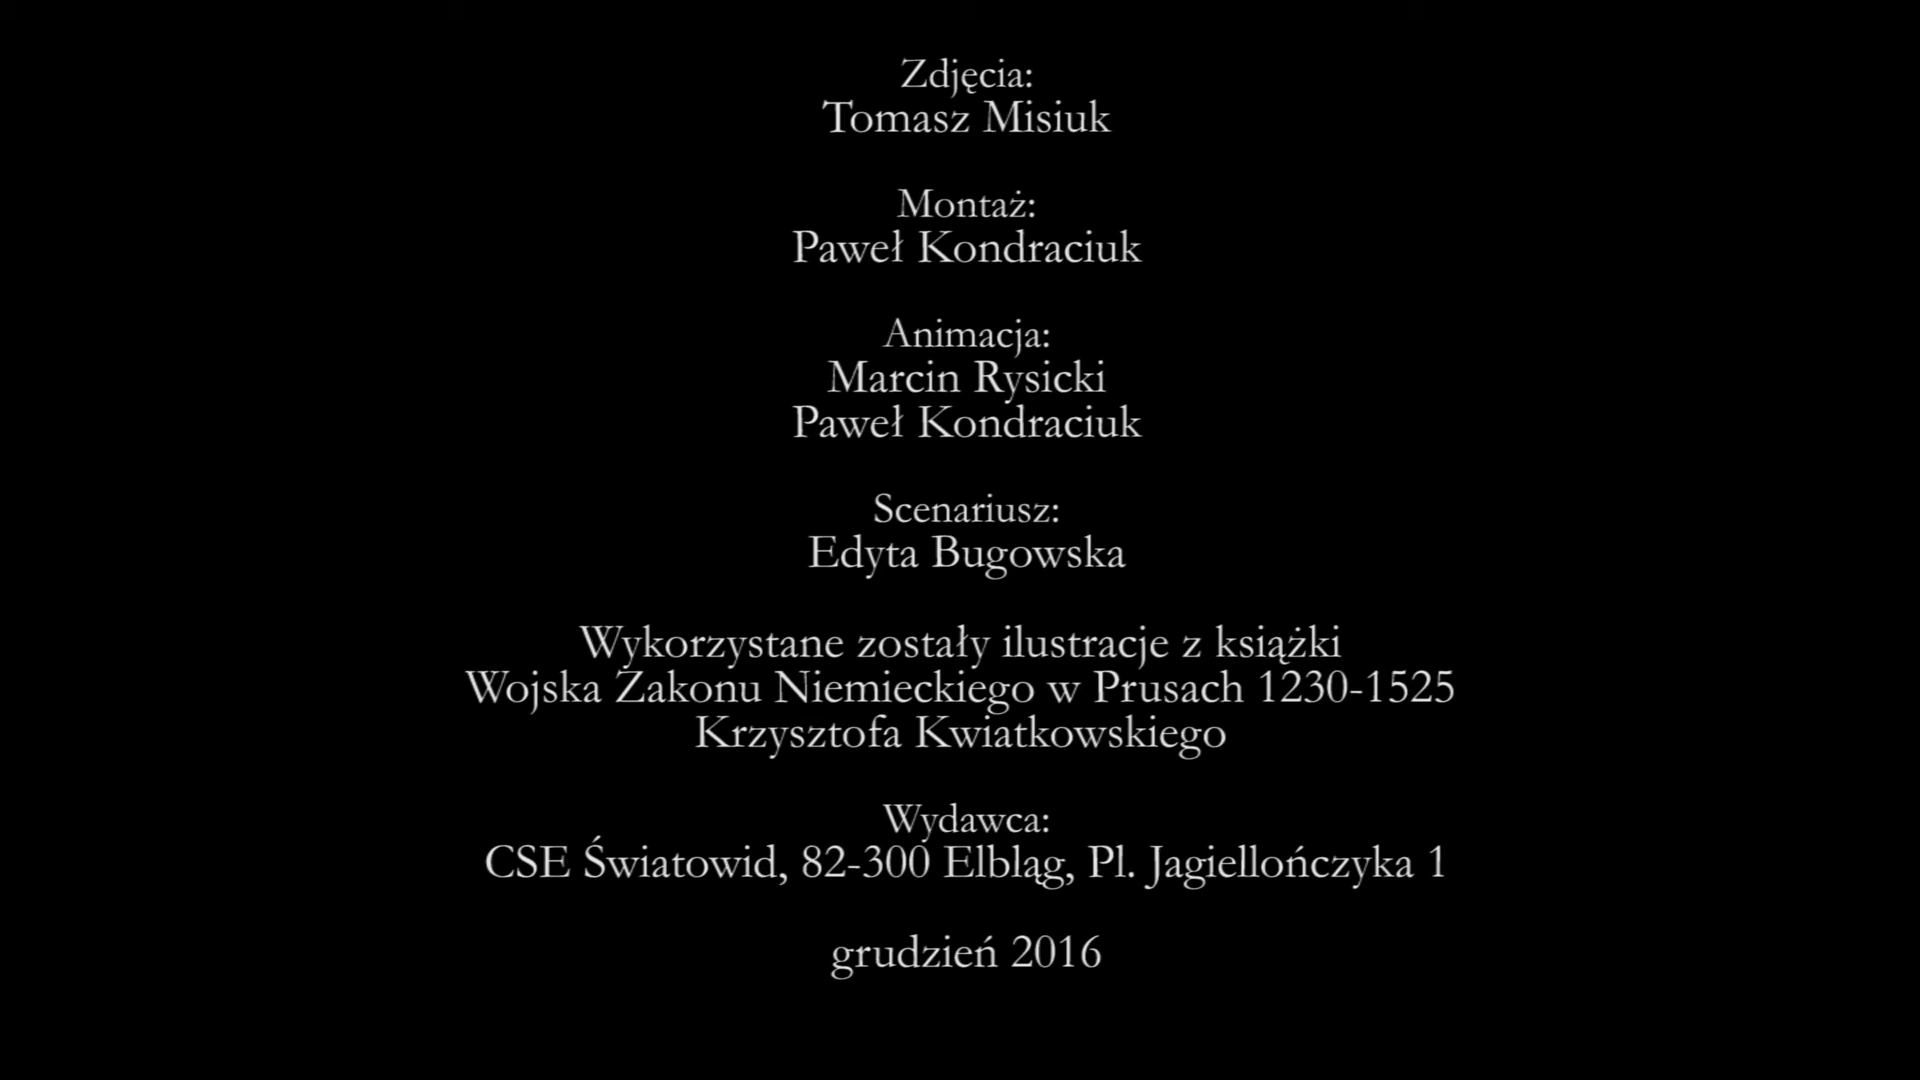 Zdjęcia:
Tomasz Misiuk
Montaż:
Paweł Kondraciuk
Animacja:
Marcin Rysicki
Paweł Kondraciuk
Scenariusz:
Edyta Bugowska
Wykorzystane zostały ilustracje z książki
Wojska Zakonu Niemieckiego w Prusach 1230-1525
Krzysztofa Kwiatkowskiego
Wydawca:
CSE Światowid, 82-300 Elbląg, Pl. Jagiellończyka 1
grudzień 2016